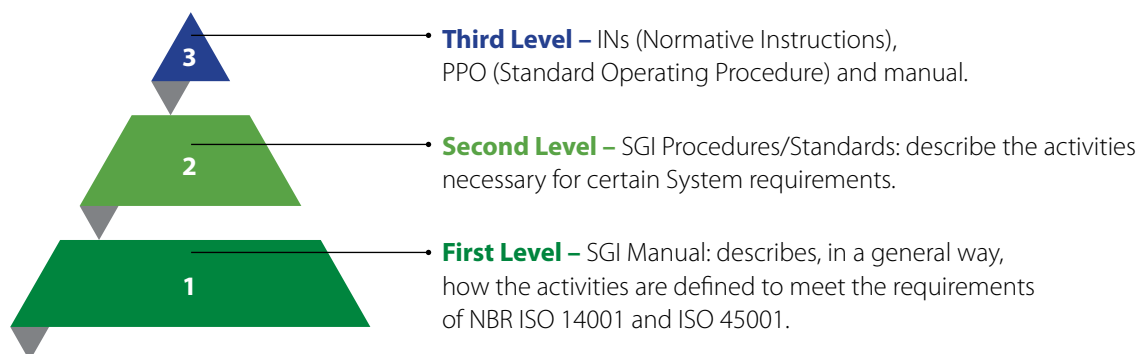 3
Third Level – INs (Normative Instructions),
PPO (Standard Operating Procedure) and manual.
2
Second Level – SGI Procedures/Standards: describe the activities
necessary for certain System requirements.
1
First Level – SGI Manual: describes, in a general way,
how the activities are defined to meet the requirements
of NBR ISO 14001 and ISO 45001.